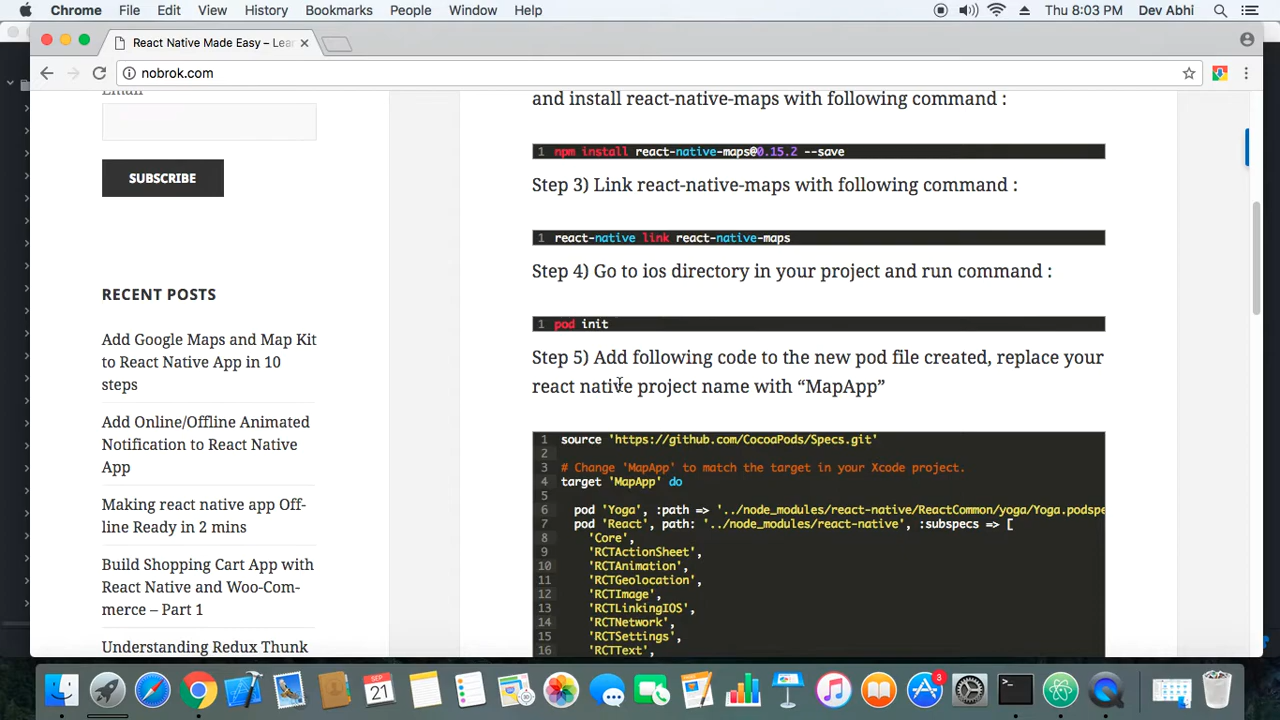 Chrome File Edit View History Bookmarks People Window Help Thu 8:03 PM Dev Abhi
React Native Made Easy – Lea
nobrok.com
Email
SUBSCRIBE
RECENT POSTS
Add Google Maps and Map Kit
to React Native App in 10
steps
Add Online/Offline Animated
Notification to React Native
App
Making react native app Off-
line Ready in 2 mins
Build Shopping Cart App with
React Native and Woo-Com-
merce – Part 1
Understanding Redux Thunk
and install react-native-maps with following command :
1 npm install react-native-maps@0.15.2 --save
Step 3) Link react-native-maps with following command :
1 react-native link react-native-maps
Step 4) Go to ios directory in your project and run command :
1 pod init
Step 5) Add following code to the new pod file created, replace your
react native project name with “MapApp”
1 source 'https://github.com/CocoaPods/Specs.git'
2
3 # Change 'MapApp' to match the target in your Xcode project.
4 target 'MapApp' do
5
6 pod 'Yoga', :path => '../node_modules/react-native/ReactCommon/yoga/Yoga.podspe
7 pod 'React', path: '../node_modules/react-native', :subspecs => [
8 'Core',
9 'RCTActionSheet',
10 'RCTAnimation',
11 'RCTGeolocation',
12 'RCTImage',
13 'RCTLinkingIOS',
14 'RCTNetwork',
15 'RCTSettings',
16 'RCTText',
SEP
21
3